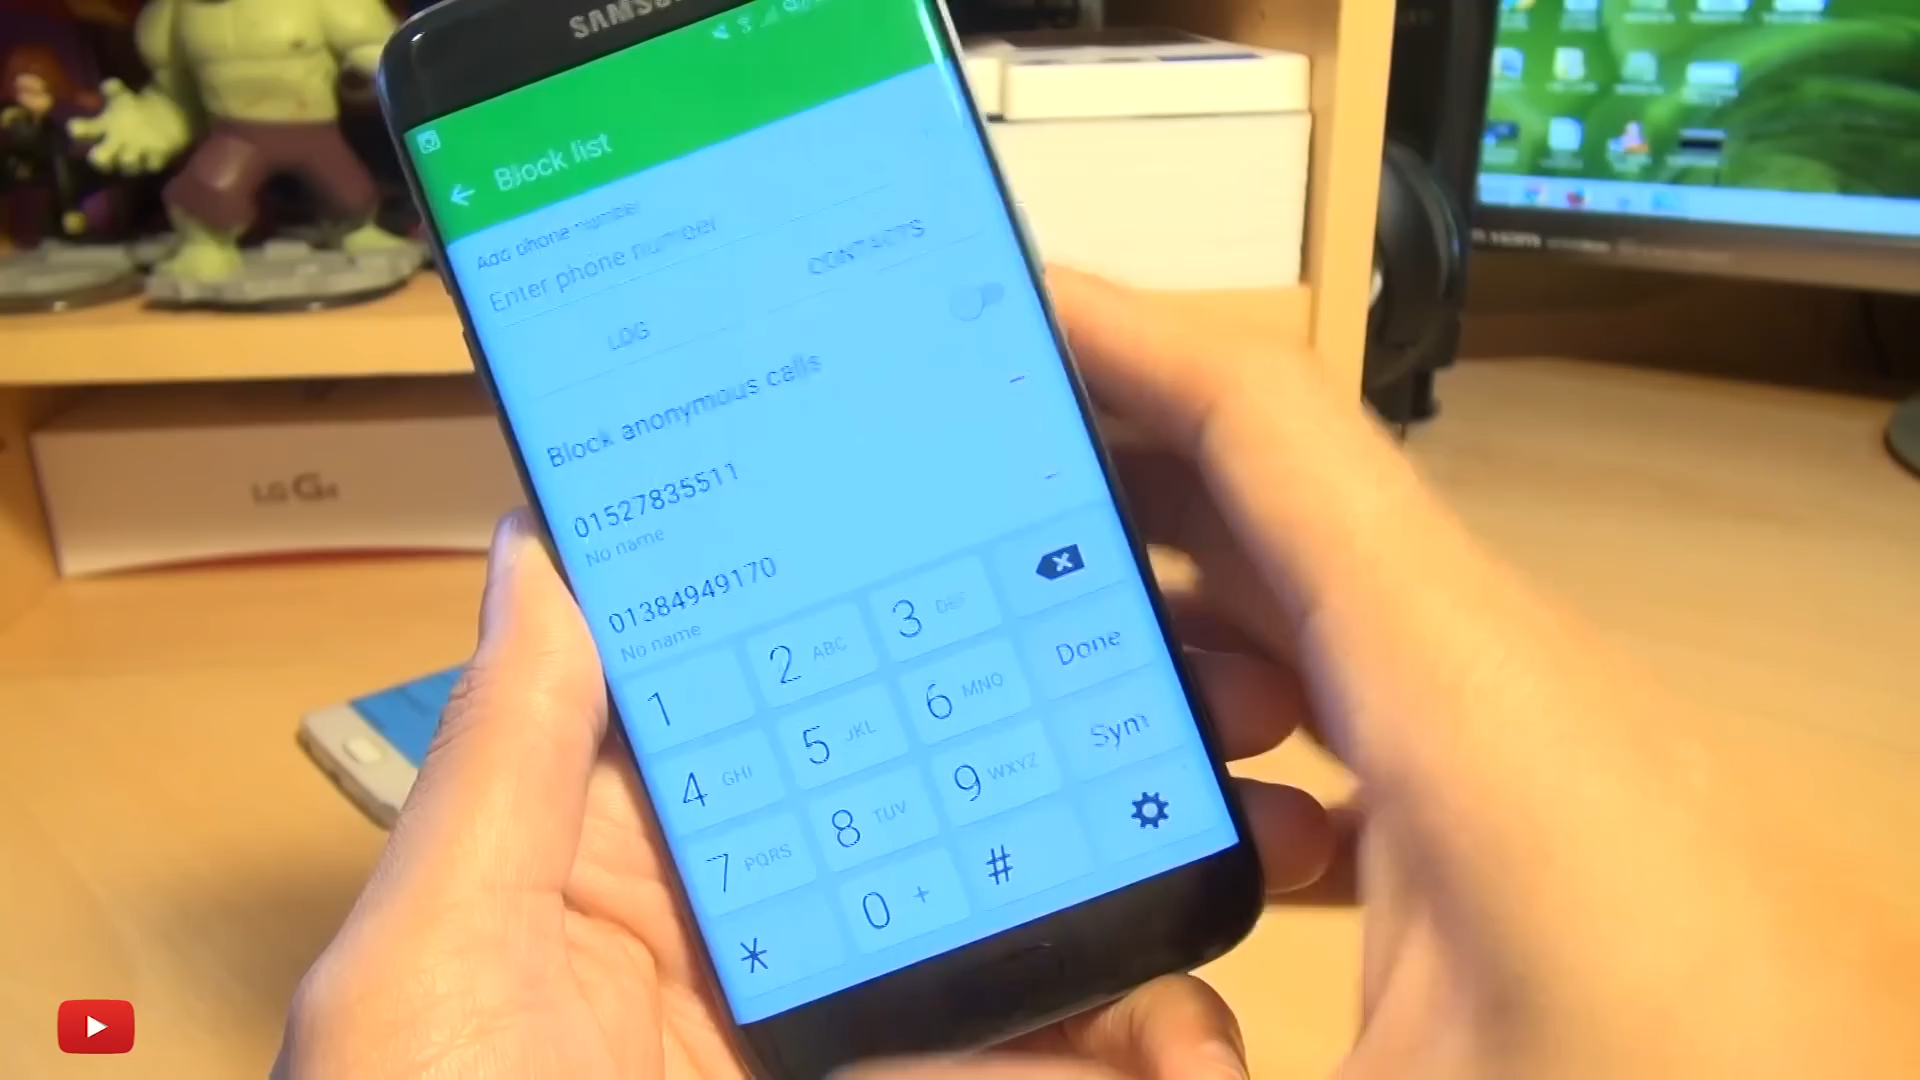 SAMSUNG
Block list
Add phone number
Enter phone number
LOG
CONTACTS
Block anonymous calls
01527835511
No name
01384949170
No name
1
2 ABC
3 DEF
4 GHI
5 JKL
6 MNO
Done
7 PQRS
8 TUV
9 WXYZ
Sym
*
0 +
#
LG G4